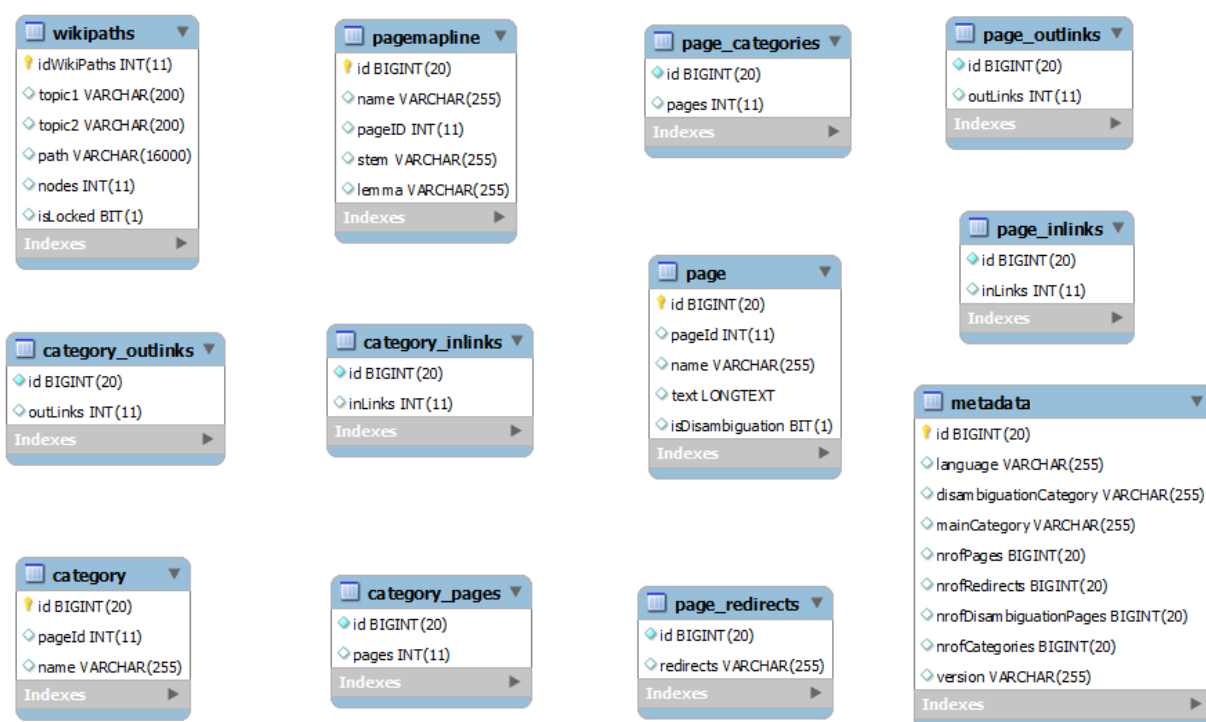 wikipaths
idWikiPaths INT(11)
topic1 VARCHAR(200)
topic2 VARCHAR(200)
path VARCHAR(16000)
nodes INT(11)
isLocked BIT(1)
Indexes
pagemapline
id BIGINT(20)
name VARCHAR(255)
pageID INT(11)
stem VARCHAR(255)
lemma VARCHAR(255)
Indexes
page_categories
id BIGINT(20)
pages INT(11)
Indexes
page_outlinks
id BIGINT(20)
outLinks INT(11)
Indexes
page_inlinks
id BIGINT(20)
inLinks INT(11)
Indexes
page
id BIGINT(20)
pageId INT(11)
name VARCHAR(255)
text LONGTEXT
isDisambiguation BIT(1)
Indexes
category_outlinks
id BIGINT(20)
outLinks INT(11)
Indexes
category_inlinks
id BIGINT(20)
inLinks INT(11)
Indexes
metadata
id BIGINT(20)
language VARCHAR(255)
disambiguationCategory VARCHAR(255)
mainCategory VARCHAR(255)
nrofPages BIGINT(20)
nrofRedirects BIGINT(20)
nrofDisambiguationPages BIGINT(20)
nrofCategories BIGINT(20)
version VARCHAR(255)
Indexes
category
id BIGINT(20)
pageId INT(11)
name VARCHAR(255)
Indexes
category_pages
id BIGINT(20)
pages INT(11)
Indexes
page_redirects
id BIGINT(20)
redirects VARCHAR(255)
Indexes